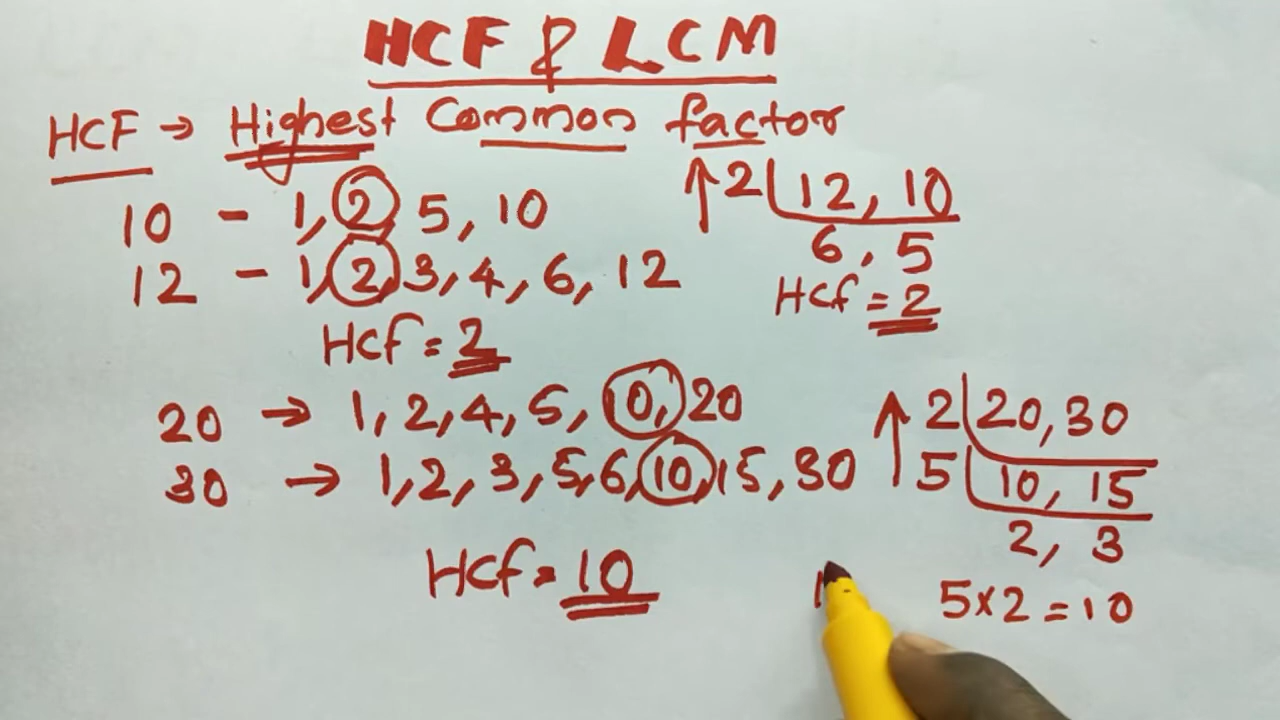 HCF & LCM
HCF → Highest Common factor
10 - 1, 2, 5, 10
12 - 1, 2, 3, 4, 6, 12
HCf = 2
↑ 2 | 12, 10
6, 5
HCf = 2
20 → 1, 2, 4, 5, 10, 20
30 → 1, 2, 3, 5, 6, 10, 15, 30
HCf = 10
↑ 2 | 20, 30
5 | 10, 15
2, 3
5 × 2 = 10